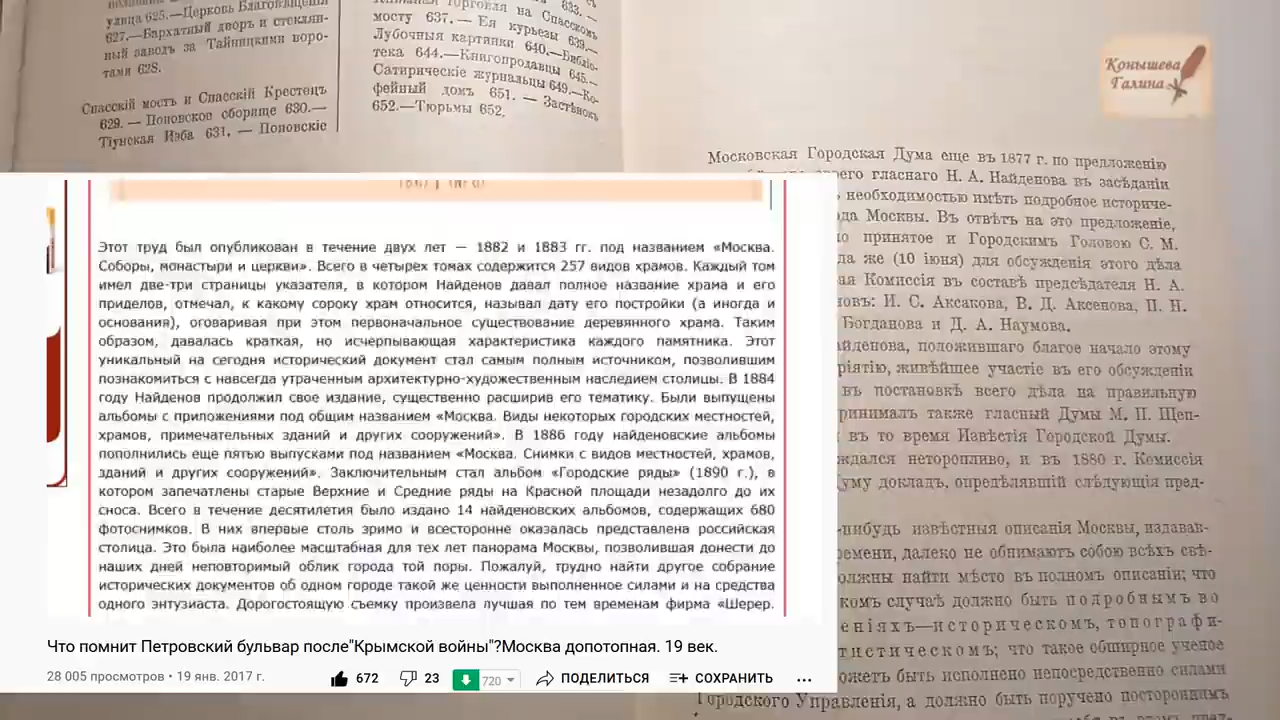 улица 625.—Церковь Благовѣщенія
627.—Бархатный дворъ и стеклян-
ный заводъ за Тайницкими воро-
тами 628.
Спасскій мостъ и Спасскій Крестецъ
629. — Поповское сборище 630.—
Тіунская Изба 631. — Поповскіе
торговля на Спасскомъ
мосту 637. — Ея курьезы 639.—
Лубочныя картинки 640.—Библіо-
тека 644.—Книгопродавцы 645.—
Сатирическіе журналы 649.—Ко-
фейный домъ 651. — Застѣнокъ
652.—Тюрьмы 652.
Конышева
Галина
Московская Городская Дума еще въ 1877 г. по предложенію
своего гласнаго Н. А. Найденова въ засѣданіи
необходимостью имѣть подробное историче-
Москвы. Въ отвѣтъ на это предложеніе,
принятое и Городскимъ Головою С. М.
же (10 іюня) для обсужденія этого дѣла
Комиссія въ составѣ предсѣдателя Н. А.
И. С. Аксакова, В. Д. Аксенова, П. Н.
Богданова и Д. А. Наумова.
положившаго благое начало этому
живѣйшее участіе въ его обсужденіи
въ постановкѣ всего дѣла на правильную
также гласный Думы М. П. Щеп-
въ то время Извѣстія Городской Думы.
неторопливо, и въ 1880 г. Комиссія
докладъ, опредѣлявшій слѣдующія пред-
-нибудь извѣстныя описанія Москвы, издавав-
далеко не обнимаютъ собою всѣхъ свѣ-
найти мѣсто въ полномъ описаніи; что
случаѣ должно быть подробнымъ во
историческомъ, топографи-
что такое обширное ученое
быть исполнено непосредственно силами
Городского Управленія, а должно быть поручено постороннимъ
Этот труд был опубликован в течение двух лет — 1882 и 1883 гг. под названием «Москва.
Соборы, монастыри и церкви». Всего в четырех томах содержится 257 видов храмов. Каждый том
имел две-три страницы указателя, в котором Найденов давал полное название храма и его
приделов, отмечал, к какому сороку храм относится, называл дату его постройки (а иногда и
основания), оговаривая при этом первоначальное существование деревянного храма. Таким
образом, давалась краткая, но исчерпывающая характеристика каждого памятника. Этот
уникальный на сегодня исторический документ стал самым полным источником, позволившим
познакомиться с навсегда утраченным архитектурно-художественным наследием столицы. В 1884
году Найденов продолжил свое издание, существенно расширив его тематику. Были выпущены
альбомы с приложениями под общим названием «Москва. Виды некоторых городских местностей,
храмов, примечательных зданий и других сооружений». В 1886 году найденовские альбомы
пополнились еще пятью выпусками под названием «Москва. Снимки с видов местностей, храмов,
зданий и других сооружений». Заключительным стал альбом «Городские ряды» (1890 г.), в
котором запечатлены старые Верхние и Средние ряды на Красной площади незадолго до их
сноса. Всего в течение десятилетия было издано 14 найденовских альбомов, содержащих 680
фотоснимков. В них впервые столь зримо и всесторонне оказалась представлена российская
столица. Это была наиболее масштабная для тех лет панорама Москвы, позволившая донести до
наших дней неповторимый облик города той поры. Пожалуй, трудно найти другое собрание
исторических документов об одном городе такой же ценности выполненное силами и на средства
одного энтузиаста. Дорогостоящую съемку произвела лучшая по тем временам фирма «Шерер.
Что помнит Петровский бульвар после"Крымской войны"?Москва допотопная. 19 век.
28 005 просмотров • 19 янв. 2017 г.
672
23
720
ПОДЕЛИТЬСЯ
СОХРАНИТЬ